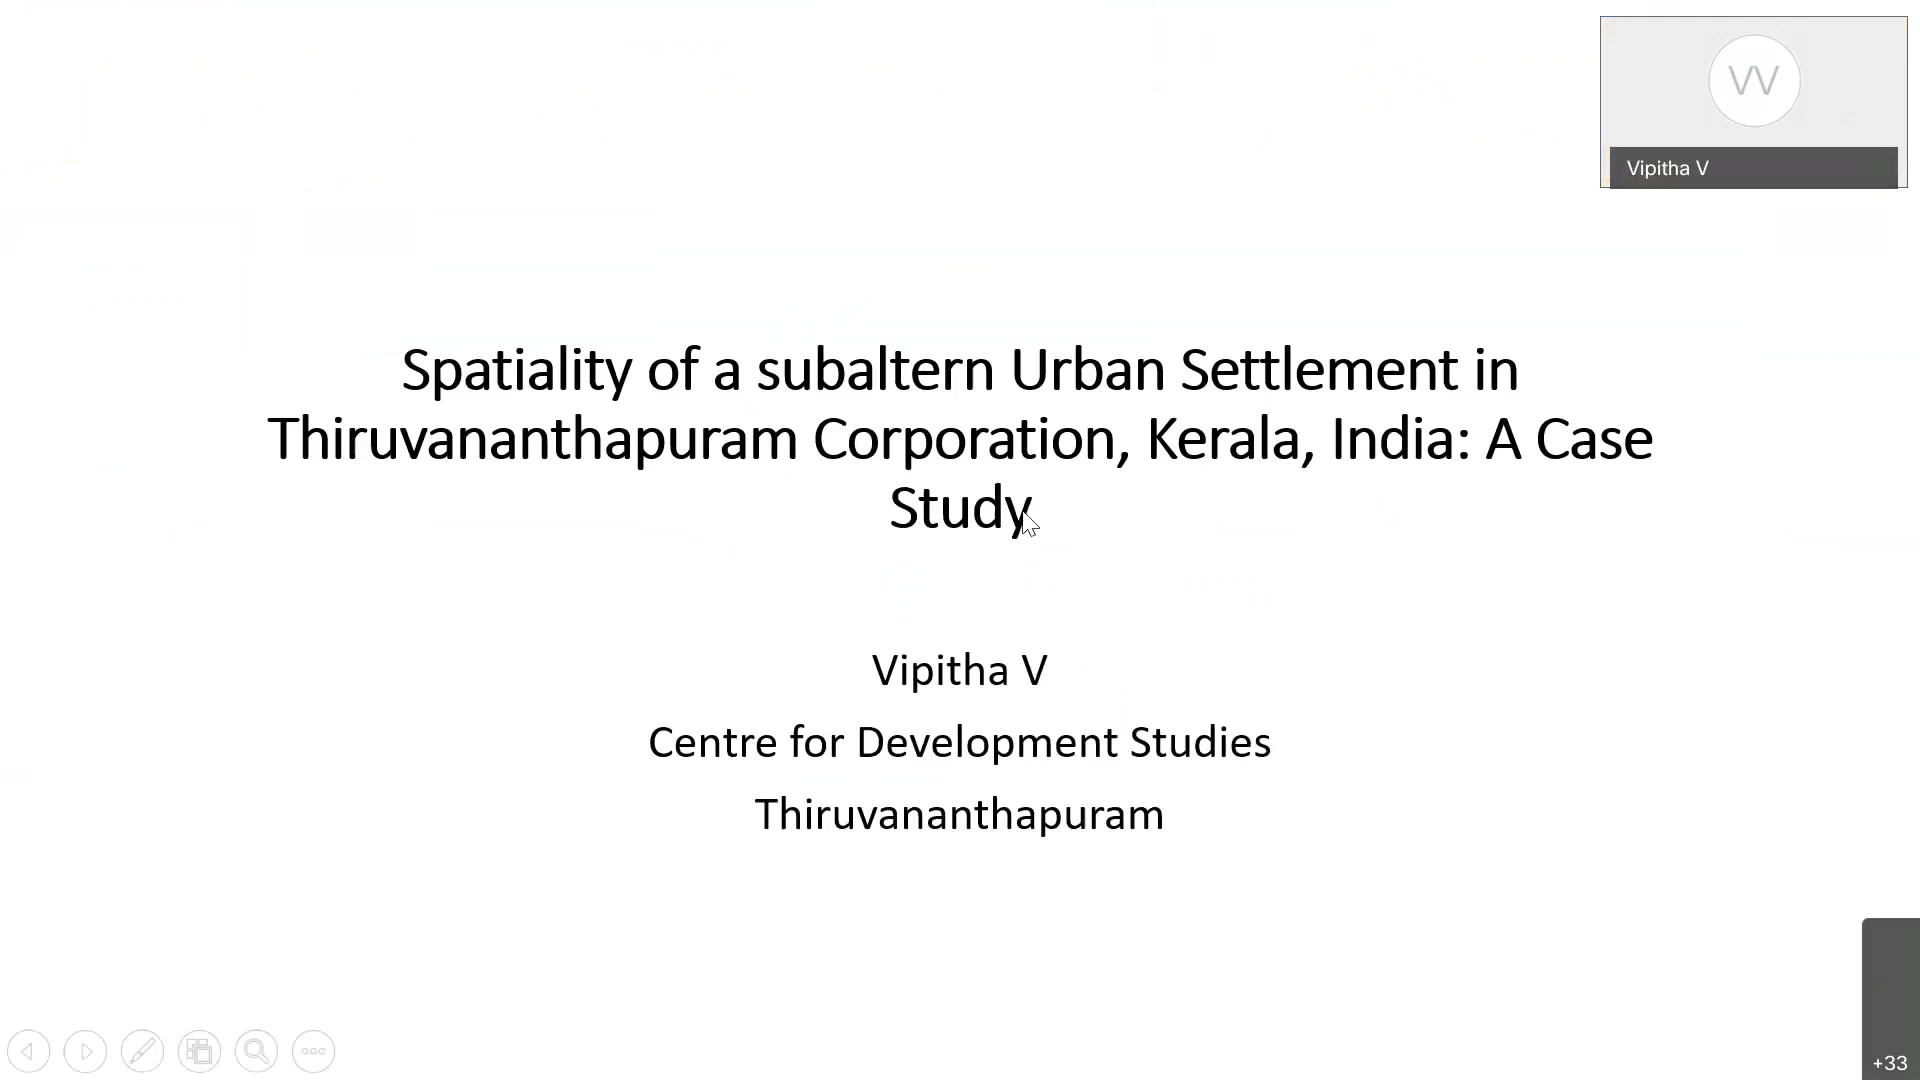 VV
Vipitha V
Spatiality of a subaltern Urban Settlement in
Thiruvananthapuram Corporation, Kerala, India: A Case
Study
Vipitha V
Centre for Development Studies
Thiruvananthapuram
+33